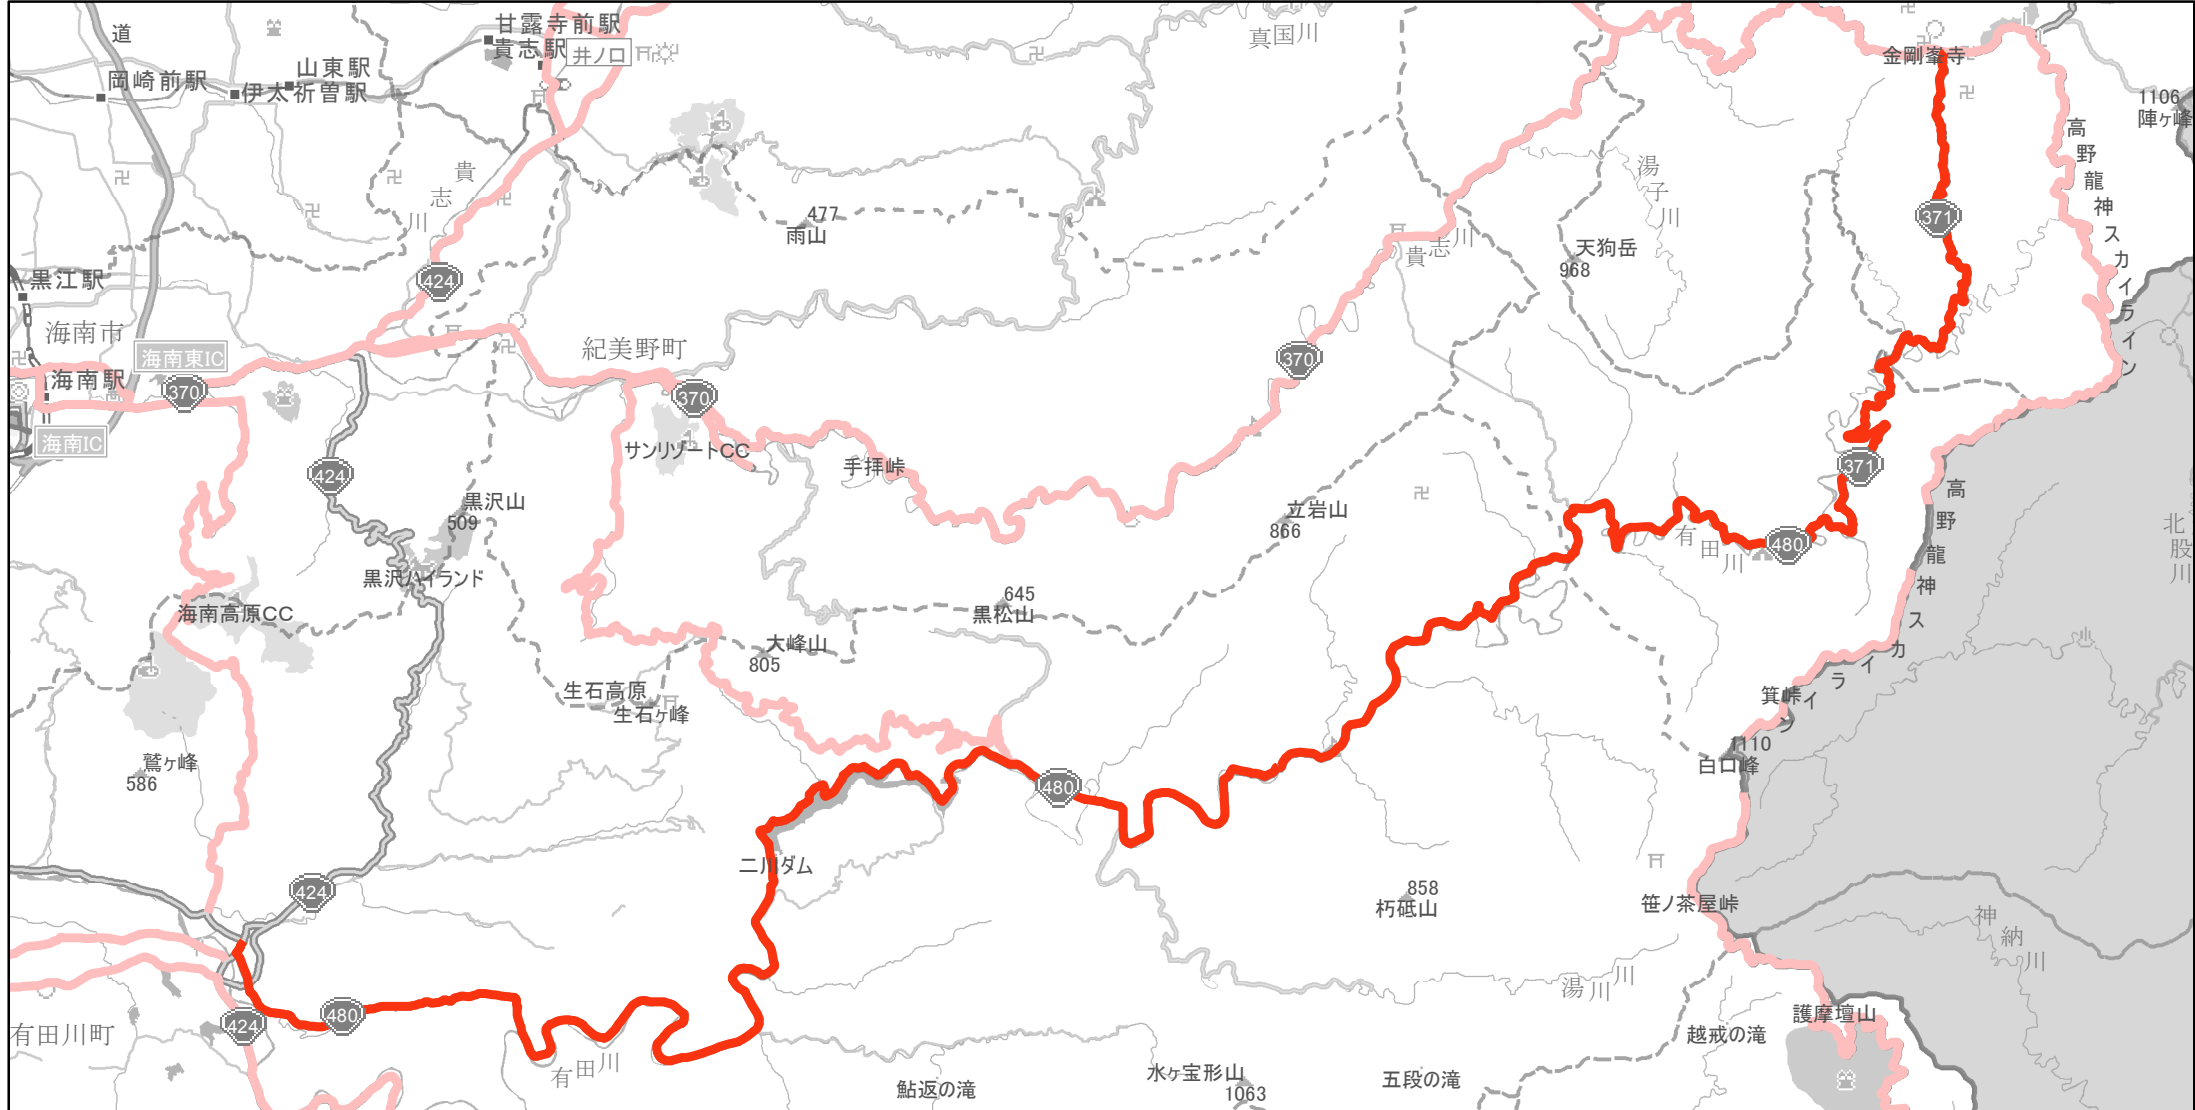 道
岡崎前駅
山東駅
伊太祈曽駅
甘露寺前駅
貴志駅
井ノ口
真国川
金剛峯寺
1106
陣ヶ峰
高野龍神スカイライン
貴志川
477
雨山
湯子川
371
天狗岳
968
貴志川
424
黒江駅
海南市
海南東IC
370
海南駅
海南IC
紀美野町
370
370
サンリゾートCC
手拝峠
424
黒沢山
509
黒沢ハイランド
立岩山
866
371
480
有田川
高野龍神スカイライン
北股川
海南高原CC
645
黒松山
大峰山
805
生石高原
生石ヶ峰
箕峠
1110
白口峰
鷲ヶ峰
586
480
二川ダム
424
858
朽砥山
笹ノ茶屋峠
神納川
湯川川
480
424
有田川町
有田川
護摩壇山
越戒の滝
水ヶ宝形山
1063
五段の滝
鮎返の滝